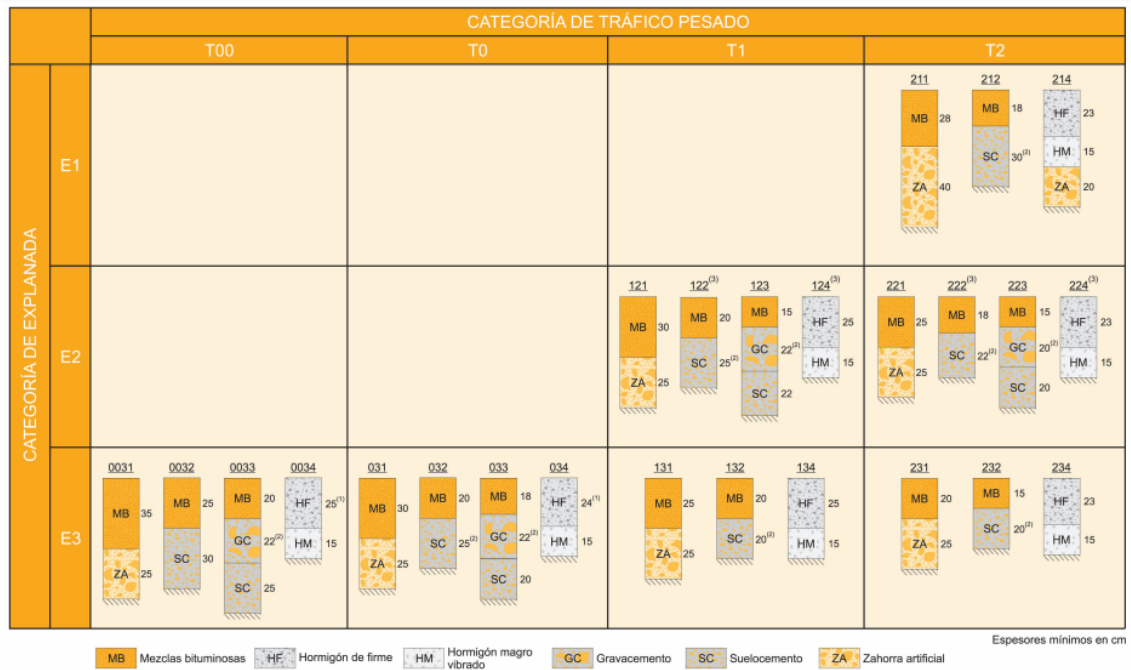 CATEGORÍA DE TRÁFICO PESADO
T00 T0 T1 T2
CATEGORÍA DE EXPLANADA
E1
211 212 214
MB 28 MB 18 HF 23
SC 30(2) HM 15
ZA 40 ZA 20
E2
121 122(3) 123 124(3) 221 222(3) 223 224(3)
MB 30 MB 20 MB 15 HF 25 MB 25 MB 18 MB 15 HF 23
ZA 25 SC 25(2) GC 22(2) HM 15 ZA 25 SC 22(2) GC 20(2) HM 15
SC 22 SC 20
E3
0031 0032 0033 0034 031 032 033 034 131 132 134 231 232 234
MB 35 MB 25 MB 20 HF 25(1) MB 30 MB 20 MB 18 HF 24(1) MB 25 MB 20 HF 25 MB 20 MB 15 HF 23
ZA 25 SC 30 GC 22(2) HM 15 ZA 25 SC 25(2) GC 22(2) HM 15 ZA 25 SC 20(2) HM 15 ZA 25 SC 20(2) HM 15
SC 25 SC 20
Espesores mínimos en cm
MB Mezclas bituminosas HF Hormigón de firme HM Hormigón magro
vibrado GC Gravacemento SC Suelocemento ZA Zahorra artificial